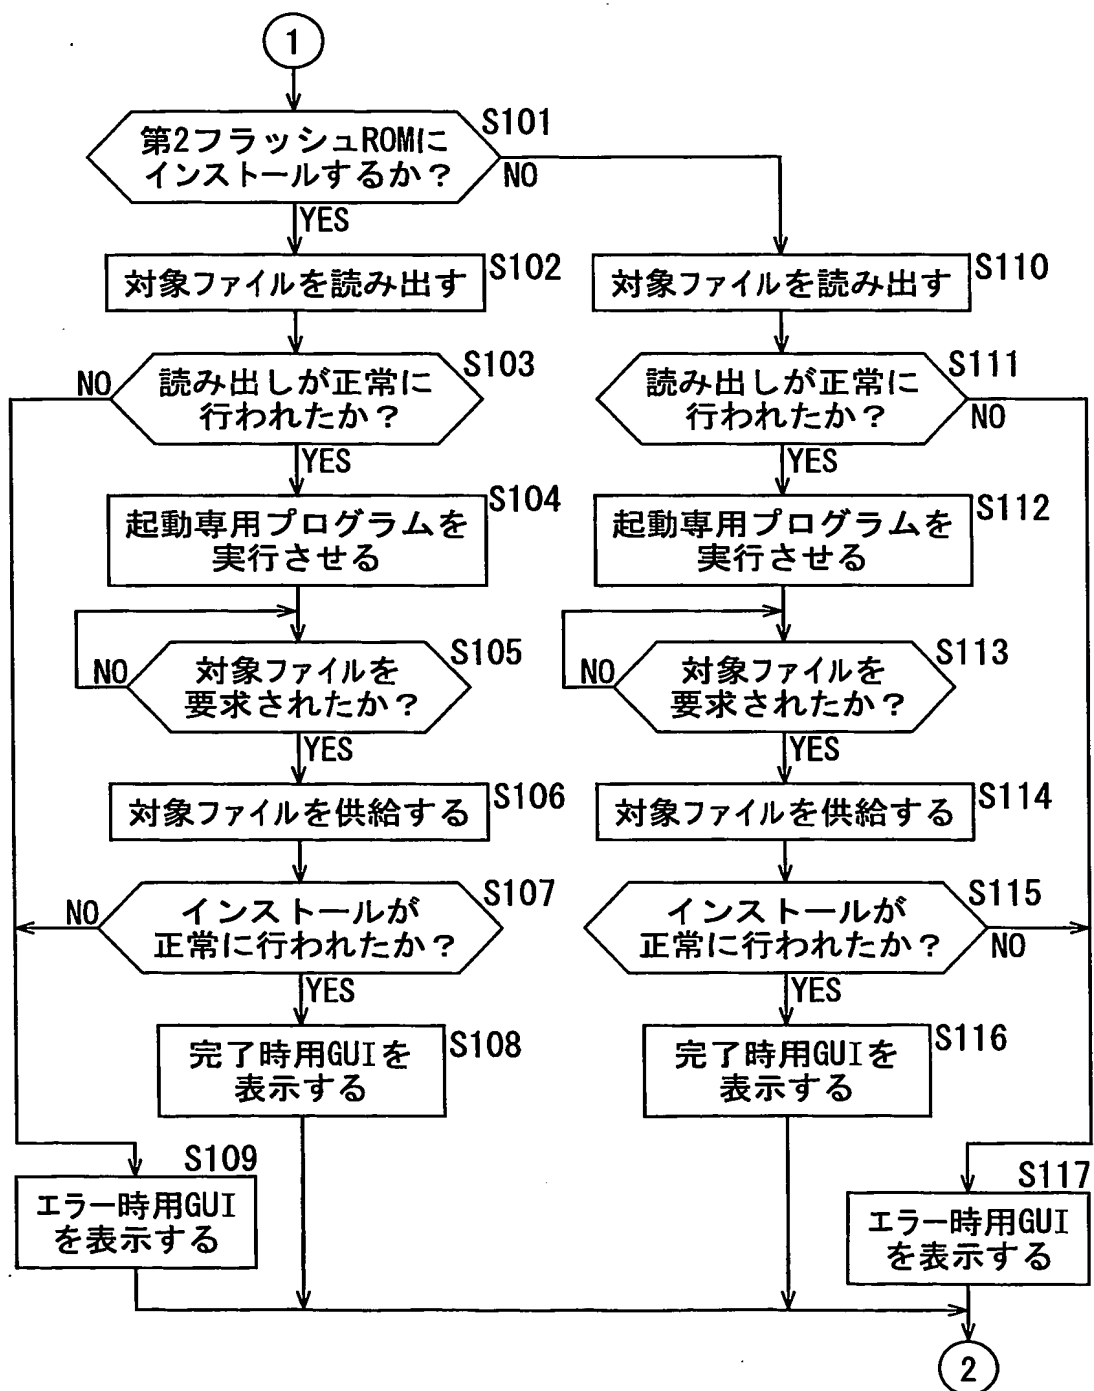 1
S101
第2フラッシュROMに
インストールするか？
NO
YES
対象ファイルを読み出す
S102
対象ファイルを読み出す
S110
NO
読み出しが正常に
行われたか？
S103
読み出しが正常に
行われたか？
S111
NO
YES
YES
起動専用プログラムを
実行させる
S104
起動専用プログラムを
実行させる
S112
NO
対象ファイルを
要求されたか？
S105
NO
対象ファイルを
要求されたか？
S113
YES
YES
対象ファイルを供給する
S106
対象ファイルを供給する
S114
NO
インストールが
正常に行われたか？
S107
インストールが
正常に行われたか？
S115
NO
YES
YES
完了時用GUIを
表示する
S108
完了時用GUIを
表示する
S116
S109
エラー時用GUI
を表示する
S117
エラー時用GUI
を表示する
2